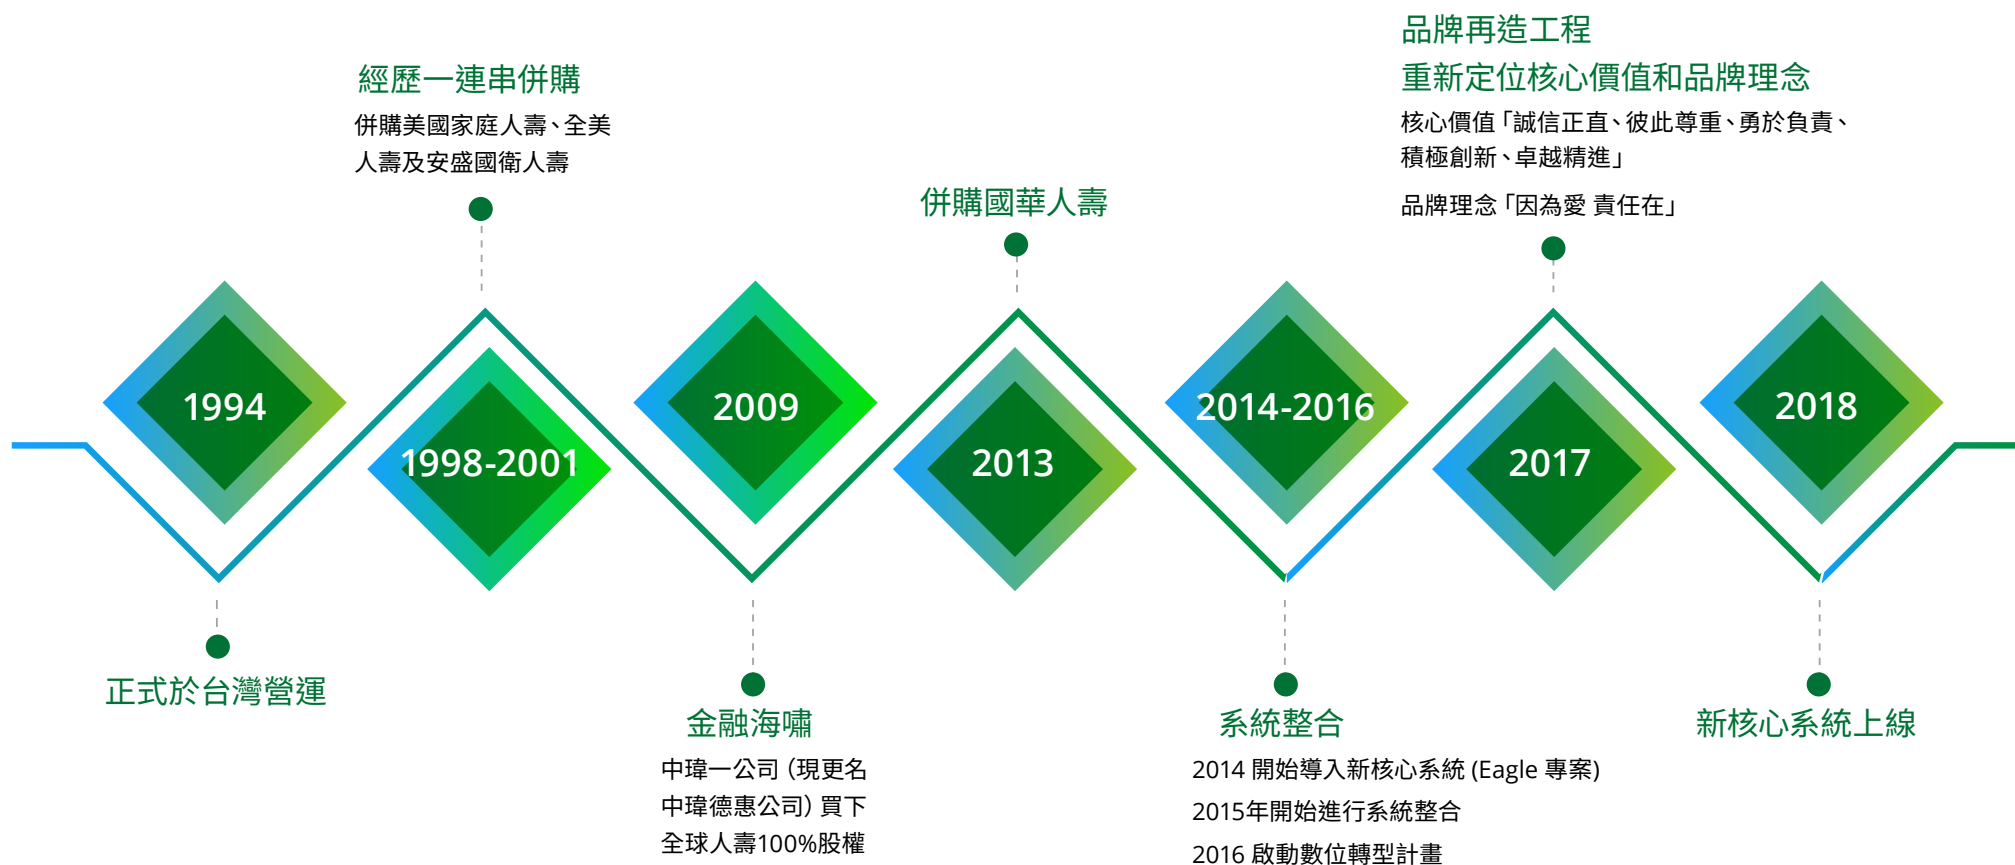 1994
正式於台灣營運
經歷一連串併購
併購美國家庭人壽、全美
人壽及安盛國衛人壽
1998-2001
2009
金融海嘯
中瑋一公司（現更名
中瑋德惠公司）買下
全球人壽100%股權
併購國華人壽
2013
2014-2016
系統整合
2014 開始導入新核心系統 (Eagle 專案)
2015年開始進行系統整合
2016 啟動數位轉型計畫
品牌再造工程
重新定位核心價值和品牌理念
核心價值「誠信正直、彼此尊重、勇於負責、
積極創新、卓越精進」
品牌理念「因為愛 責任在」
2017
2018
新核心系統上線